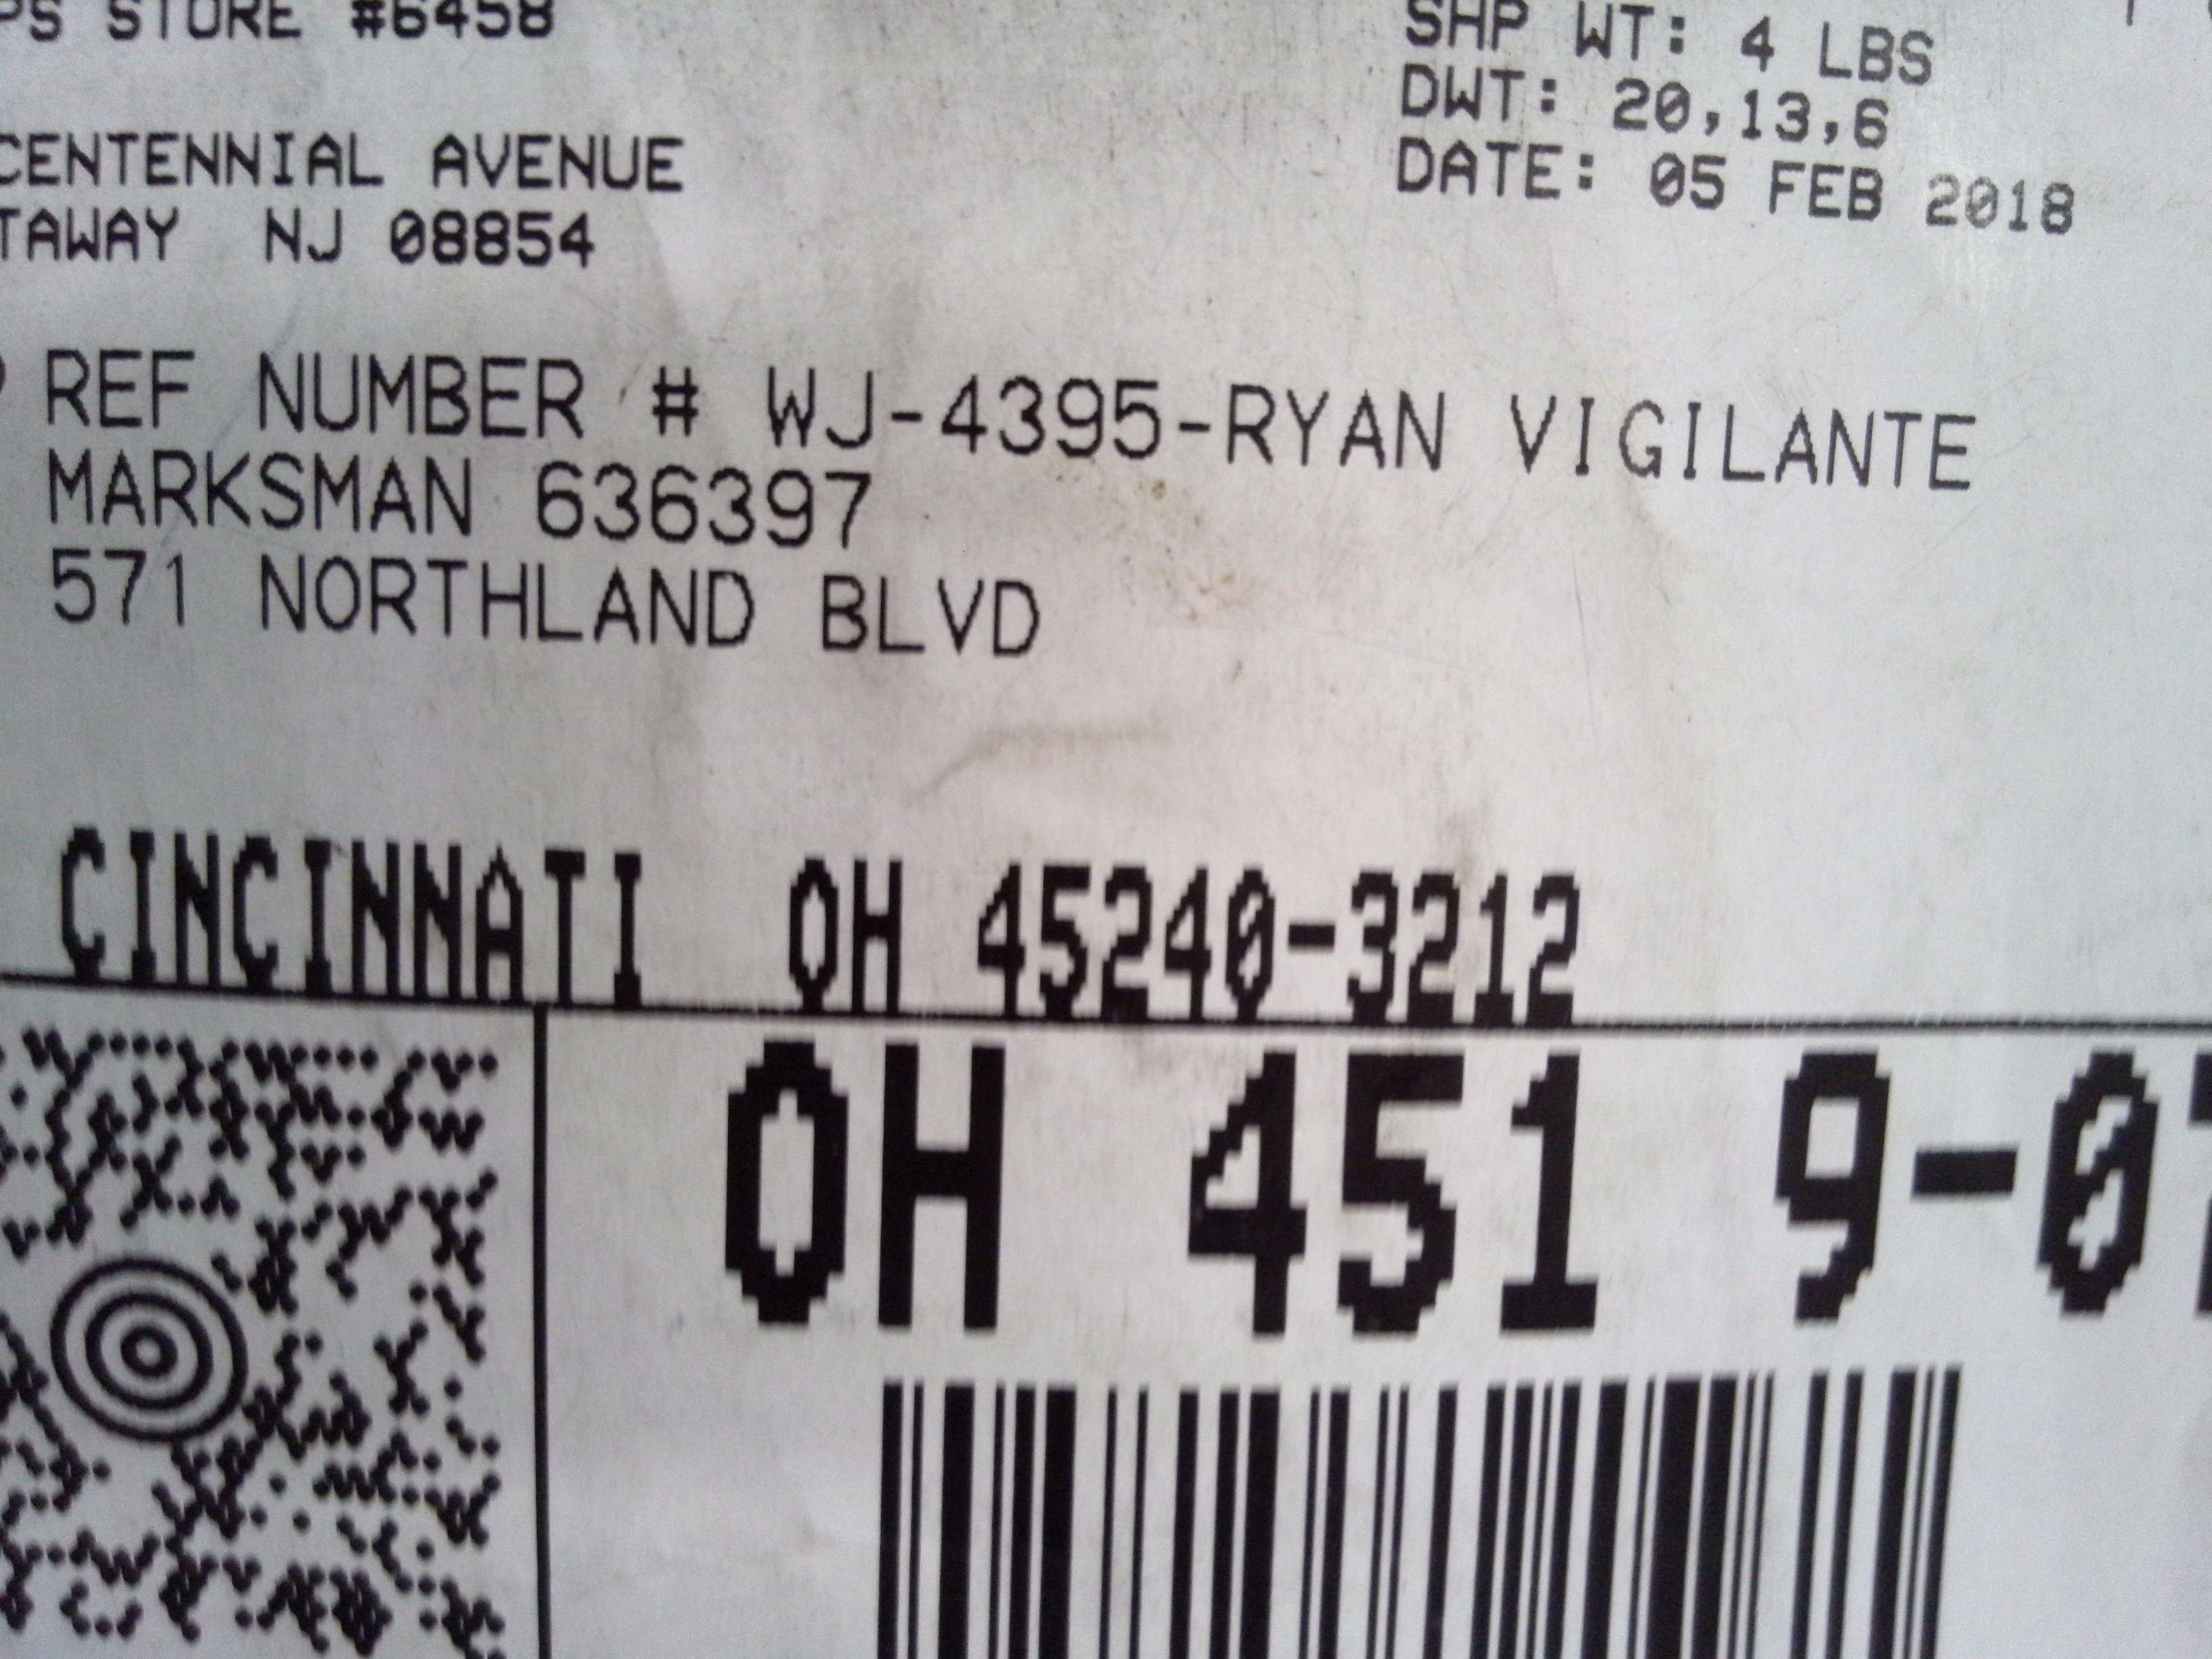 PS STORE #6458
CENTENNIAL AVENUE
TAWAY NJ 08854
SHP WT: 4 LBS
DWT: 20,13,6
DATE: 05 FEB 2018
REF NUMBER # WJ-4395-RYAN VIGILANTE
MARKSMAN 636397
571 NORTHLAND BLVD
CINCINNATI OH 45240-3212
OH 451 9-0